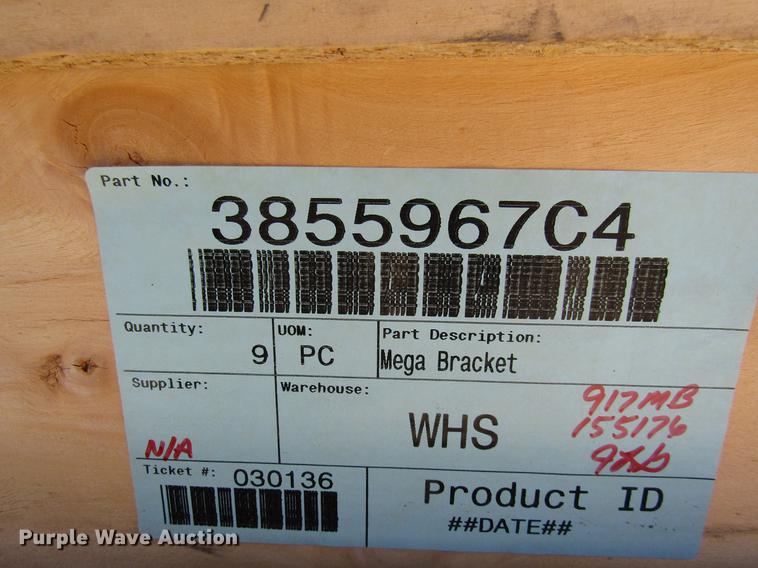 Part No.:
3855967C4
Quantity:
9
UOM:
PC
Part Description:
Mega Bracket
Supplier:
N/A
Warehouse:
WHS
917MB
155176
Ticket #: 030136
Product ID
##DATE##
Purple Wave Auction®